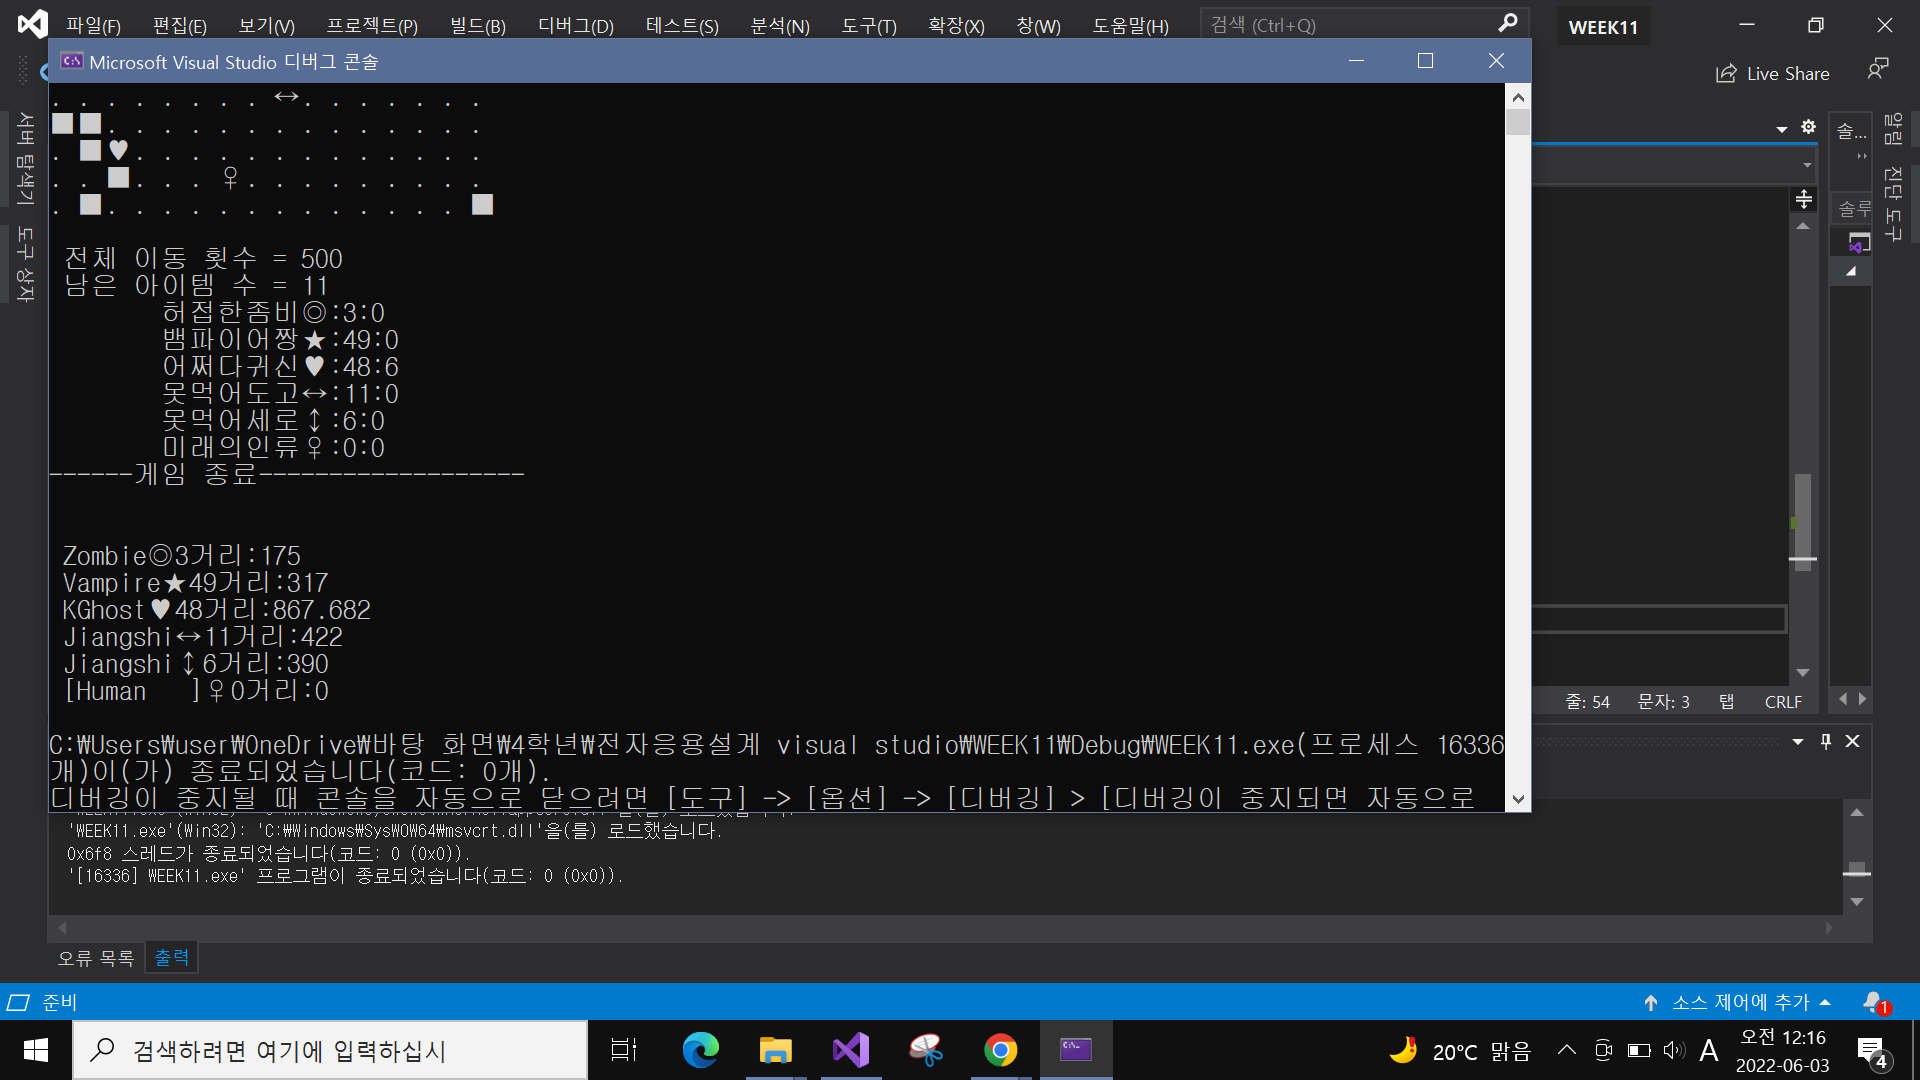 파일(F) 편집(E) 보기(V) 프로젝트(P) 빌드(B) 디버그(D) 테스트(S) 분석(N) 도구(T) 확장(X) 창(W) 도움말(H) 검색 (Ctrl+Q) WEEK11
Microsoft Visual Studio 디버그 콘솔
Live Share
서버 탐색기
도구 상자
솔...
솔루
알림
진단 도구
. . . . . . . . ↔. . . . . . .
■■. . . . . . . . . . . . . .
. ■♥. . . . . . . . . . . . .
. . ■. . . ♀. . . . . . . . .
. ■. . . . . . . . . . . . . ■
전체 이동 횟수 = 500
남은 아이템 수 = 11
허접한좀비◎:3:0
뱀파이어짱★:49:0
어쩌다귀신♥:48:6
못먹어도고↔:11:0
못먹어세로↕:6:0
미래의인류♀:0:0
------게임 종료-------------------
Zombie◎3거리:175
Vampire★49거리:317
KGhost♥48거리:867.682
Jiangshi↔11거리:422
Jiangshi↕6거리:390
[Human   ]♀0거리:0
C:₩Users₩user₩OneDrive₩바탕 화면₩4학년₩전자응용설계 visual studio₩WEEK11₩Debug₩WEEK11.exe(프로세스 16336
개)이(가) 종료되었습니다(코드: 0개).
디버깅이 중지될 때 콘솔을 자동으로 닫으려면 [도구] -> [옵션] -> [디버깅] > [디버깅이 중지되면 자동으로
줄: 54 문자: 3 탭 CRLF
'WEEK11.exe'(Win32): 'C:₩Windows₩SysWOW64₩msvcrt.dll'을(를) 로드했습니다.
0x6f8 스레드가 종료되었습니다(코드: 0 (0x0)).
'[16336] WEEK11.exe' 프로그램이 종료되었습니다(코드: 0 (0x0)).
오류 목록 출력
준비
소스 제어에 추가
1
검색하려면 여기에 입력하십시
20℃ 맑음
A
오전 12:16
2022-06-03
4